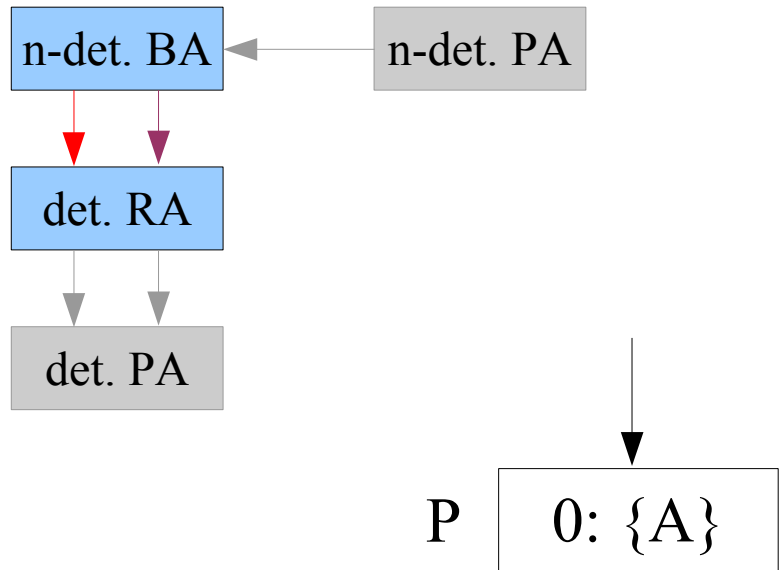 n-det. BA
n-det. PA
det. RA
det. PA
P
0: {A}